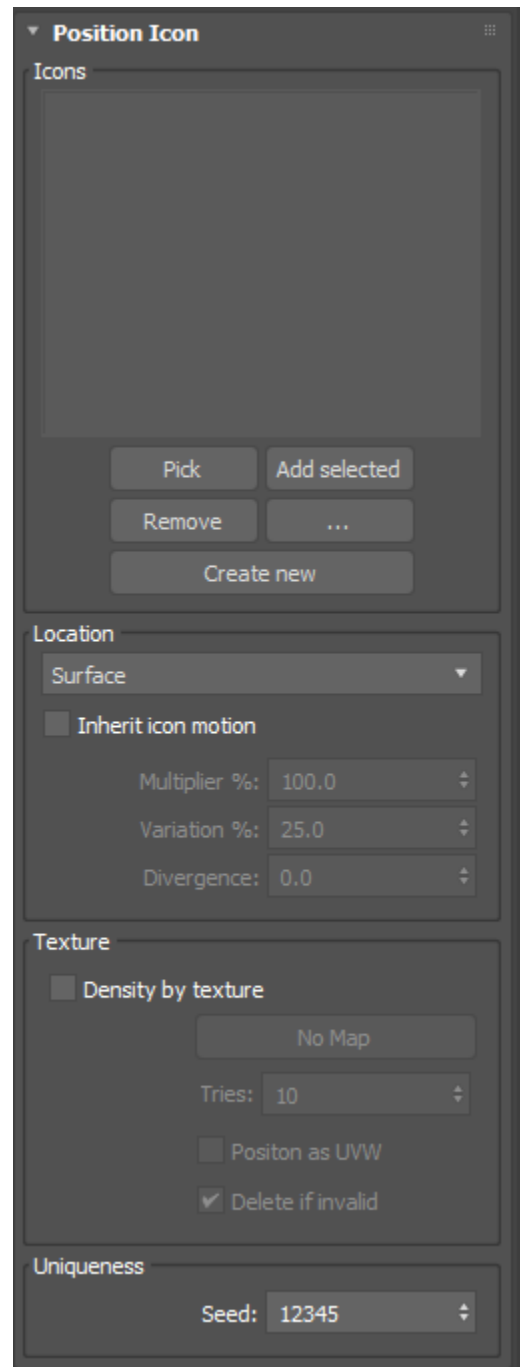 Position Icon
Icons
Pick
Add selected
Remove
...
Create new
Location
Surface
Inherit icon motion
Multiplier %: 100.0
Variation %: 25.0
Divergence: 0.0
Texture
Density by texture
No Map
Tries: 10
Positon as UVW
Delete if invalid
Uniqueness
Seed: 12345